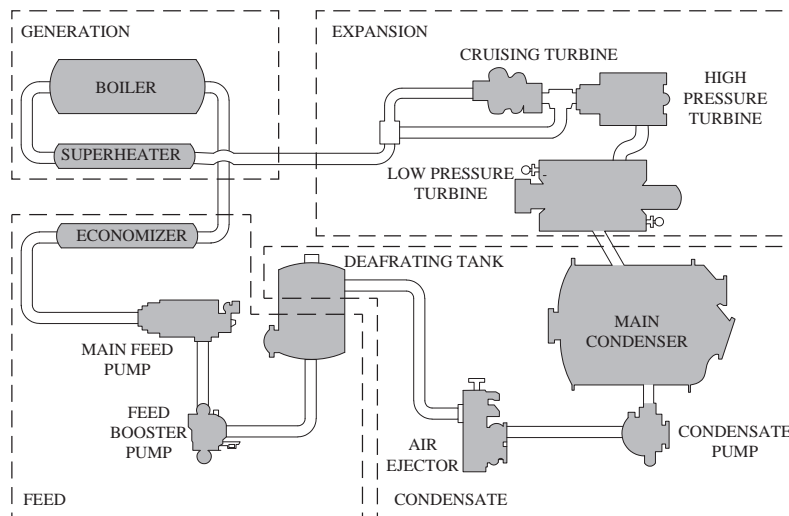 GENERATION
BOILER
SUPERHEATER
EXPANSION
CRUISING TURBINE
HIGH
PRESSURE
TURBINE
LOW PRESSURE
TURBINE
ECONOMIZER
MAIN FEED
PUMP
FEED
BOOSTER
PUMP
FEED
DEAFRATING TANK
MAIN
CONDENSER
AIR
EJECTOR
CONDENSATE
PUMP
CONDENSATE